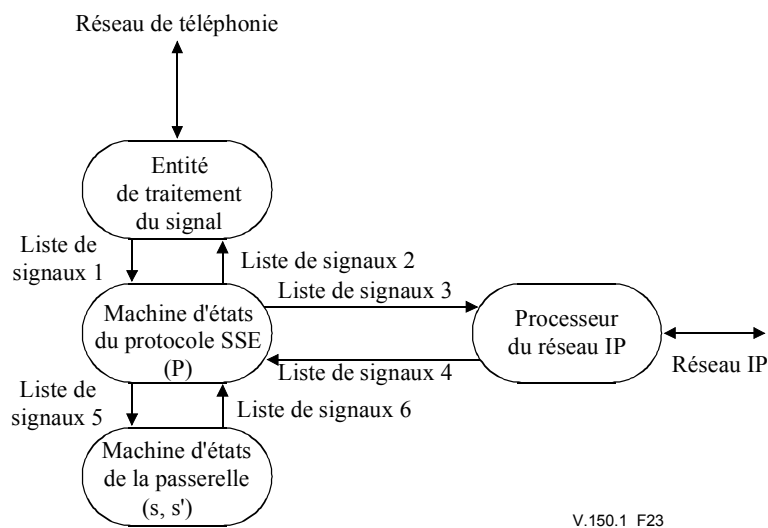 Réseau de téléphonie
Entité
de traitement
du signal
Liste de
signaux 1
Liste de signaux 2
Liste de signaux 3
Machine d'états
du protocole SSE
(P)
Processeur
du réseau IP
Réseau IP
Liste de signaux 4
Liste de
signaux 5
Liste de signaux 6
Machine d'états
de la passerelle
(s, s')
V.150.1_F23